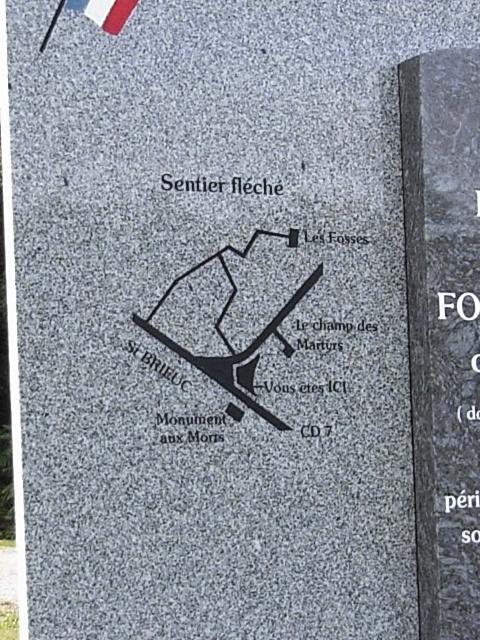 Sentier fléché
Les Fosses
Le champ des
Martyrs
St BRIEUC
Vous êtes ICI
Monument
aux Morts
CD 7
FO
( do
péri
so